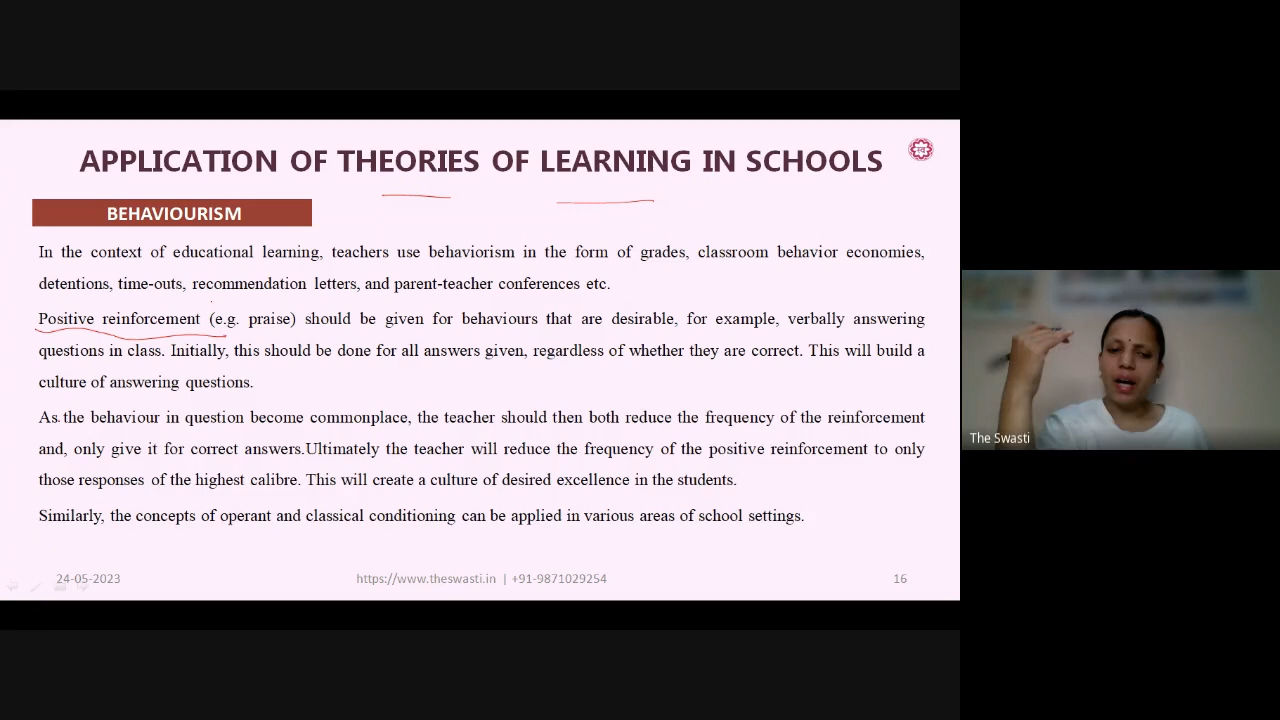 APPLICATION OF THEORIES OF LEARNING IN SCHOOLS
BEHAVIOURISM
In the context of educational learning, teachers use behaviorism in the form of grades, classroom behavior economies,
detentions, time-outs, recommendation letters, and parent-teacher conferences etc.
Positive reinforcement (e.g. praise) should be given for behaviours that are desirable, for example, verbally answering
questions in class. Initially, this should be done for all answers given, regardless of whether they are correct. This will build a
culture of answering questions.
As the behaviour in question become commonplace, the teacher should then both reduce the frequency of the reinforcement
and, only give it for correct answers.Ultimately the teacher will reduce the frequency of the positive reinforcement to only
those responses of the highest calibre. This will create a culture of desired excellence in the students.
Similarly, the concepts of operant and classical conditioning can be applied in various areas of school settings.
24-05-2023
https://www.theswasti.in | +91-9871029254
16
The Swasti